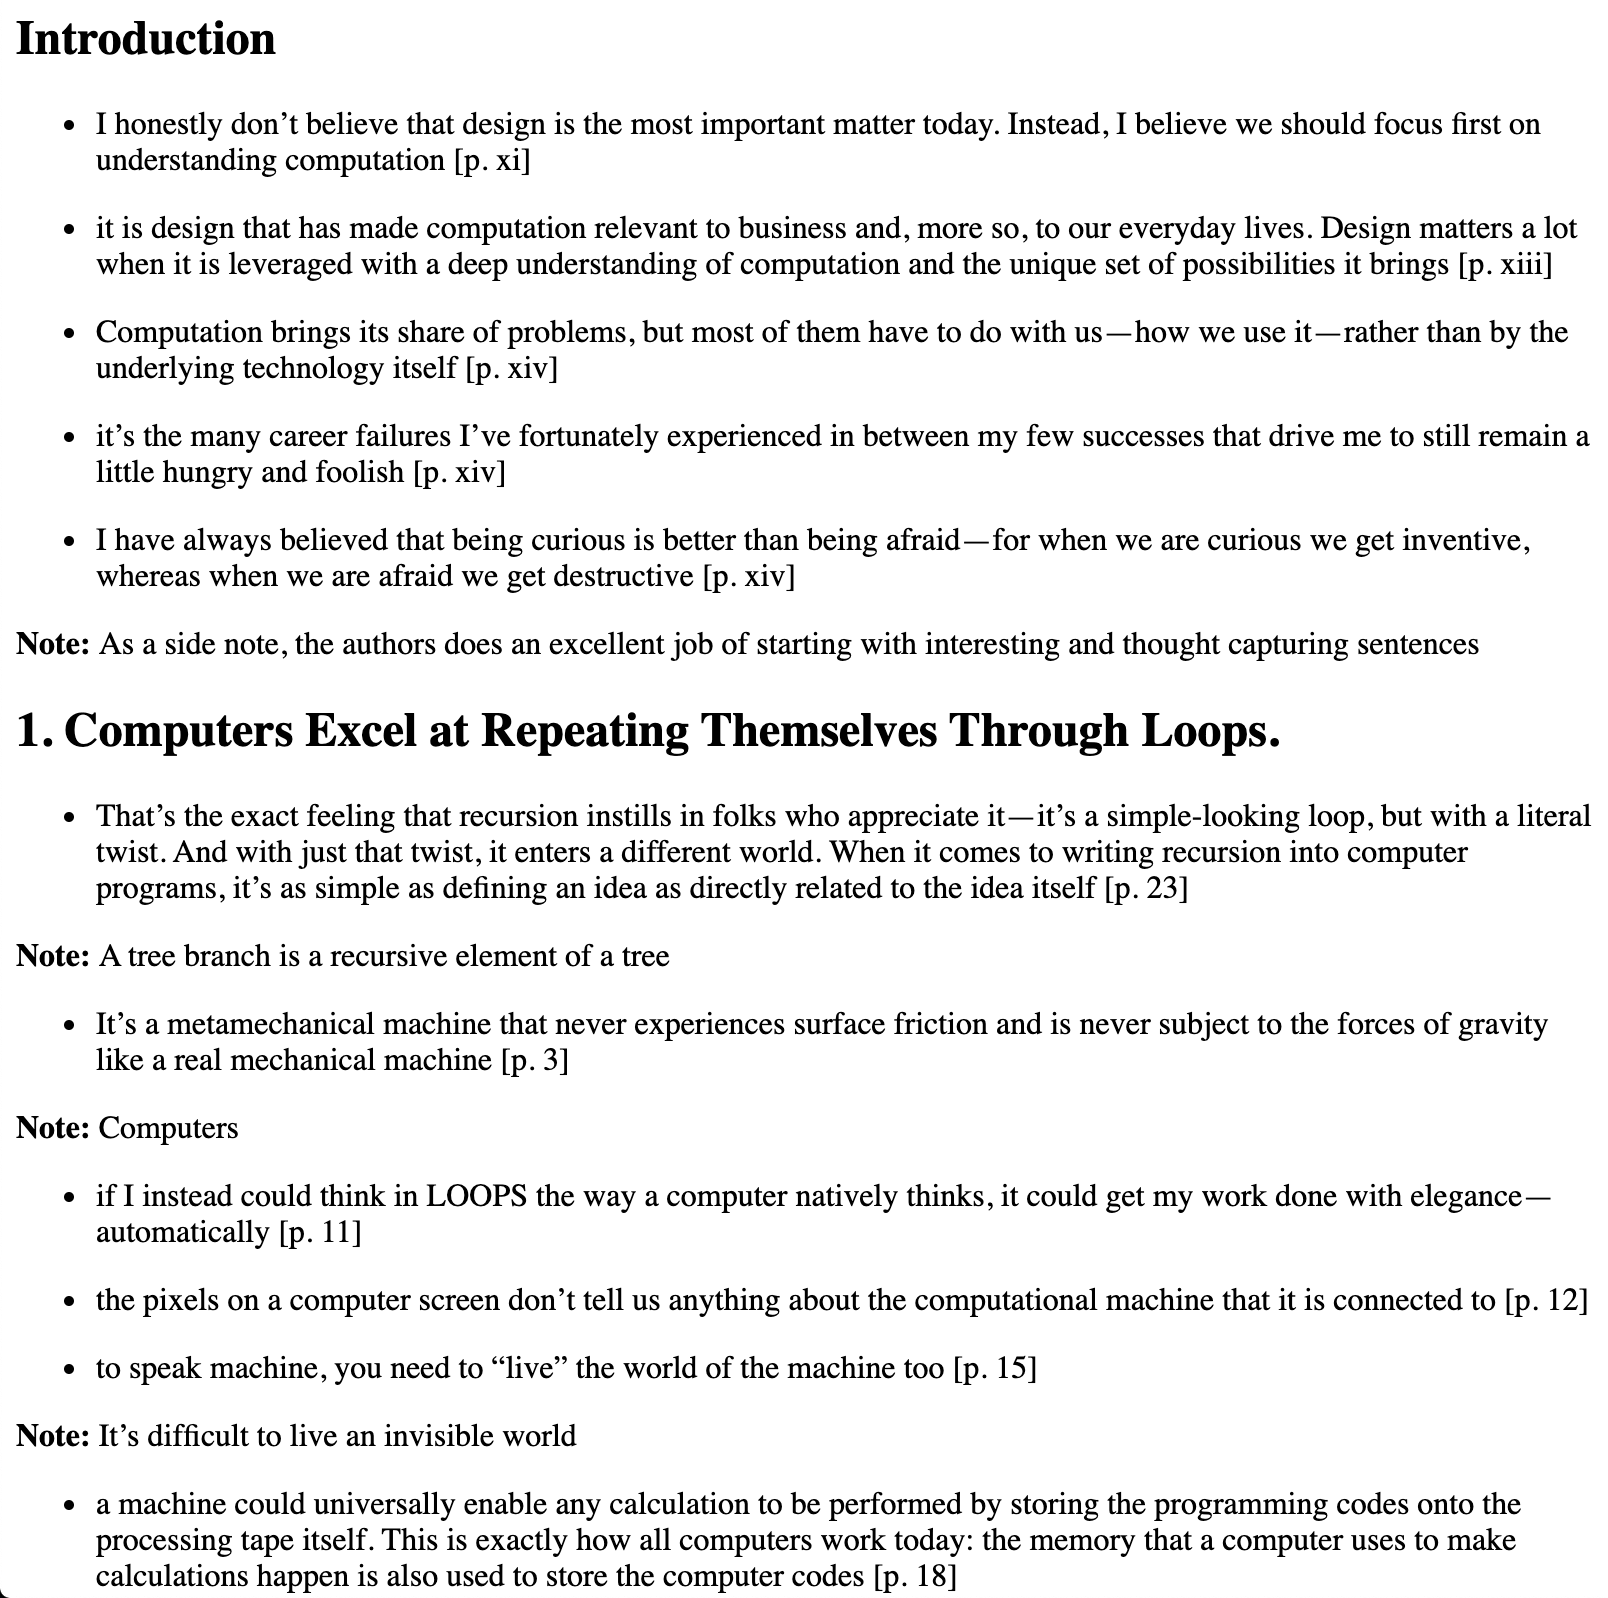 Introduction
• I honestly don’t believe that design is the most important matter today. Instead, I believe we should focus first on
understanding computation [p. xi]
• it is design that has made computation relevant to business and, more so, to our everyday lives. Design matters a lot
when it is leveraged with a deep understanding of computation and the unique set of possibilities it brings [p. xiii]
• Computation brings its share of problems, but most of them have to do with us—how we use it—rather than by the
underlying technology itself [p. xiv]
• it’s the many career failures I’ve fortunately experienced in between my few successes that drive me to still remain a
little hungry and foolish [p. xiv]
• I have always believed that being curious is better than being afraid—for when we are curious we get inventive,
whereas when we are afraid we get destructive [p. xiv]
Note: As a side note, the authors does an excellent job of starting with interesting and thought capturing sentences
1. Computers Excel at Repeating Themselves Through Loops.
• That’s the exact feeling that recursion instills in folks who appreciate it—it’s a simple-looking loop, but with a literal
twist. And with just that twist, it enters a different world. When it comes to writing recursion into computer
programs, it’s as simple as defining an idea as directly related to the idea itself [p. 23]
Note: A tree branch is a recursive element of a tree
• It’s a metamechanical machine that never experiences surface friction and is never subject to the forces of gravity
like a real mechanical machine [p. 3]
Note: Computers
• if I instead could think in LOOPS the way a computer natively thinks, it could get my work done with elegance—
automatically [p. 11]
• the pixels on a computer screen don’t tell us anything about the computational machine that it is connected to [p. 12]
• to speak machine, you need to “live” the world of the machine too [p. 15]
Note: It’s difficult to live an invisible world
• a machine could universally enable any calculation to be performed by storing the programming codes onto the
processing tape itself. This is exactly how all computers work today: the memory that a computer uses to make
calculations happen is also used to store the computer codes [p. 18]